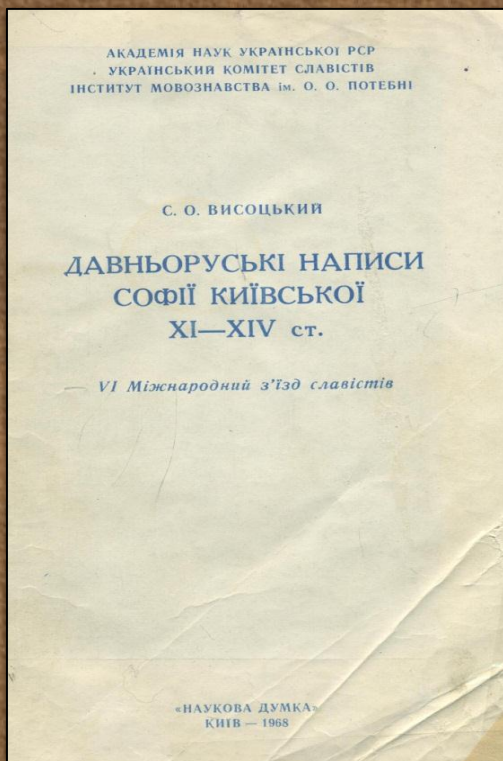 АКАДЕМІЯ НАУК УКРАЇНСЬКОЇ РСР
УКРАЇНСЬКИЙ КОМІТЕТ СЛАВІСТІВ
ІНСТИТУТ МОВОЗНАВСТВА ім. О. О. ПОТЕБНІ
С. О. ВИСОЦЬКИЙ
ДАВНЬОРУСЬКІ НАПИСИ
СОФІЇ КИЇВСЬКОЇ
XI—XIV ст.
VI Міжнародний з'їзд славістів
«НАУКОВА ДУМКА»
КИЇВ — 1968